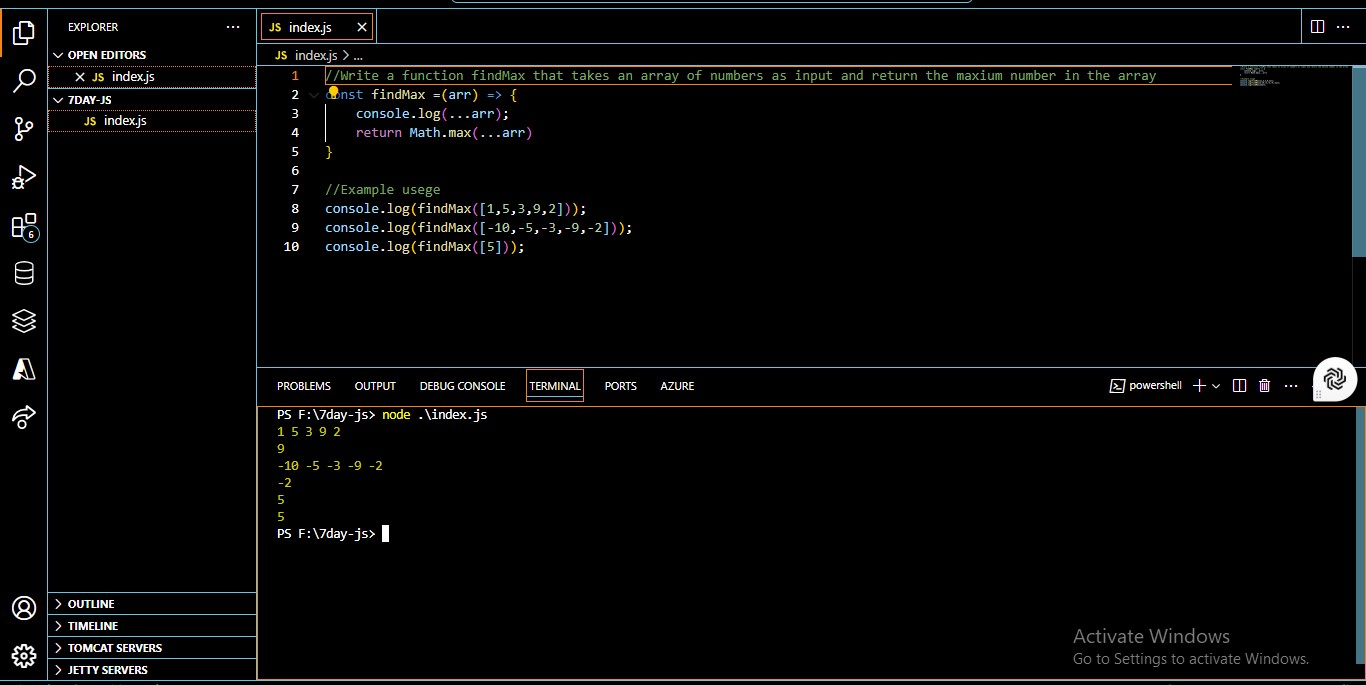 EXPLORER
OPEN EDITORS
JS index.js
7DAY-JS
JS index.js
6
OUTLINE
TIMELINE
TOMCAT SERVERS
JETTY SERVERS
JS index.js
JS index.js > ...
1 //Write a function findMax that takes an array of numbers as input and return the maxium number in the array
2 const findMax =(arr) => {
3 console.log(...arr);
4 return Math.max(...arr)
5 }
6
7 //Example usege
8 console.log(findMax([1,5,3,9,2]));
9 console.log(findMax([-10,-5,-3,-9,-2]));
10 console.log(findMax([5]));
PROBLEMS OUTPUT DEBUG CONSOLE TERMINAL PORTS AZURE powershell
PS F:\7day-js> node .\index.js
1 5 3 9 2
9
-10 -5 -3 -9 -2
-2
5
5
PS F:\7day-js>
Activate Windows
Go to Settings to activate Windows.